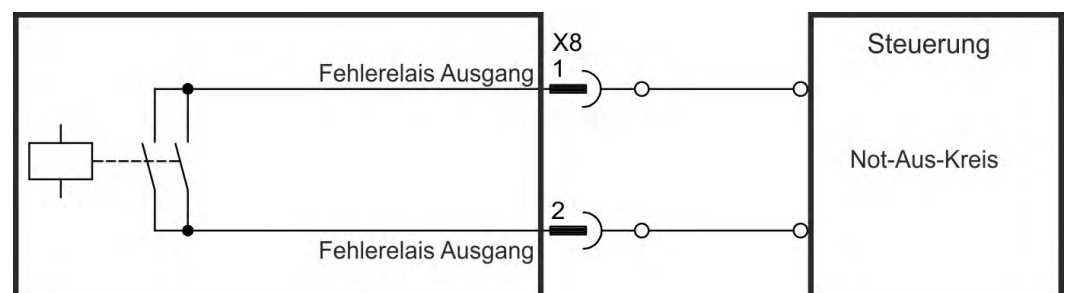 X8
Steuerung
Fehlerelais Ausgang
1
Not-Aus-Kreis
2
Fehlerelais Ausgang